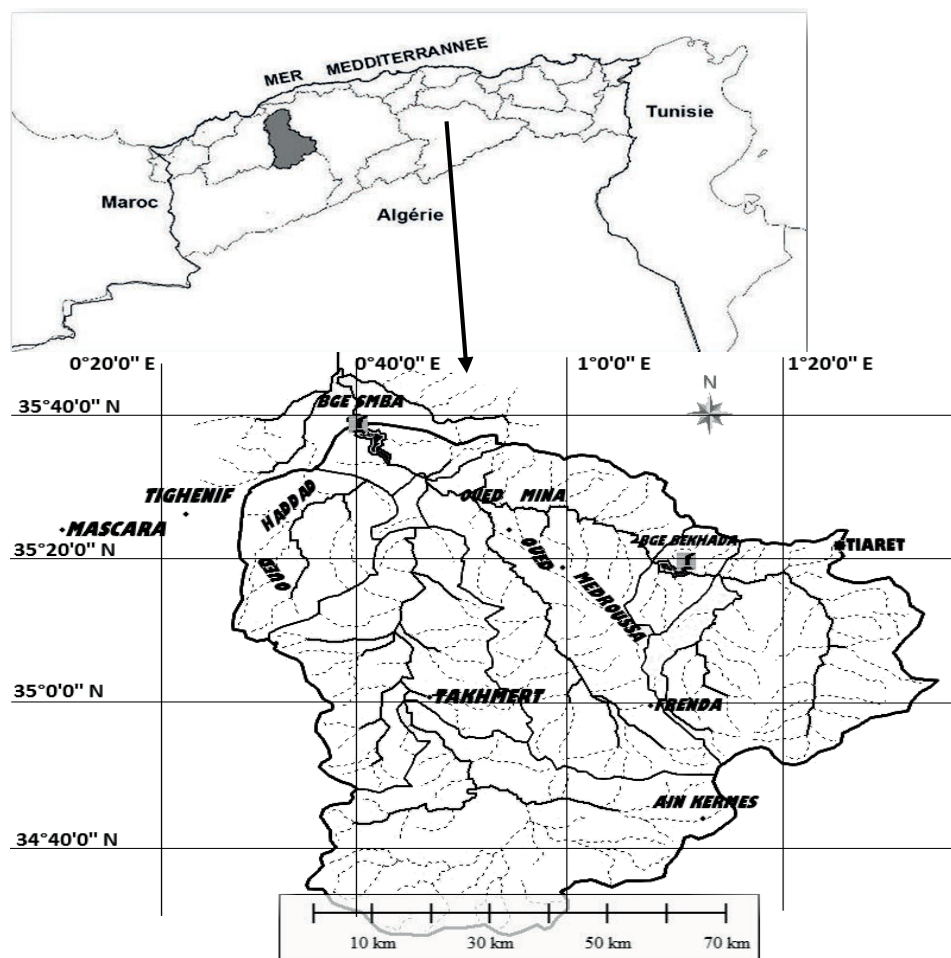 MER MEDDITERRANNEE
Tunisie
Maroc
Algérie
0°20'0" E
0°40'0" E
1°0'0" E
1°20'0" E
N
35°40'0" N
BGE SMBA
TIGHENIF
HADDAD
OUED MINA
MASCARA
OUED
BGE BEKHADA
TIARET
35°20'0" N
OUED
MEDROUSSA
35°0'0" N
TAKHMERT
FRENDA
AIN KERMES
34°40'0" N
10 km 30 km 50 km 70 km